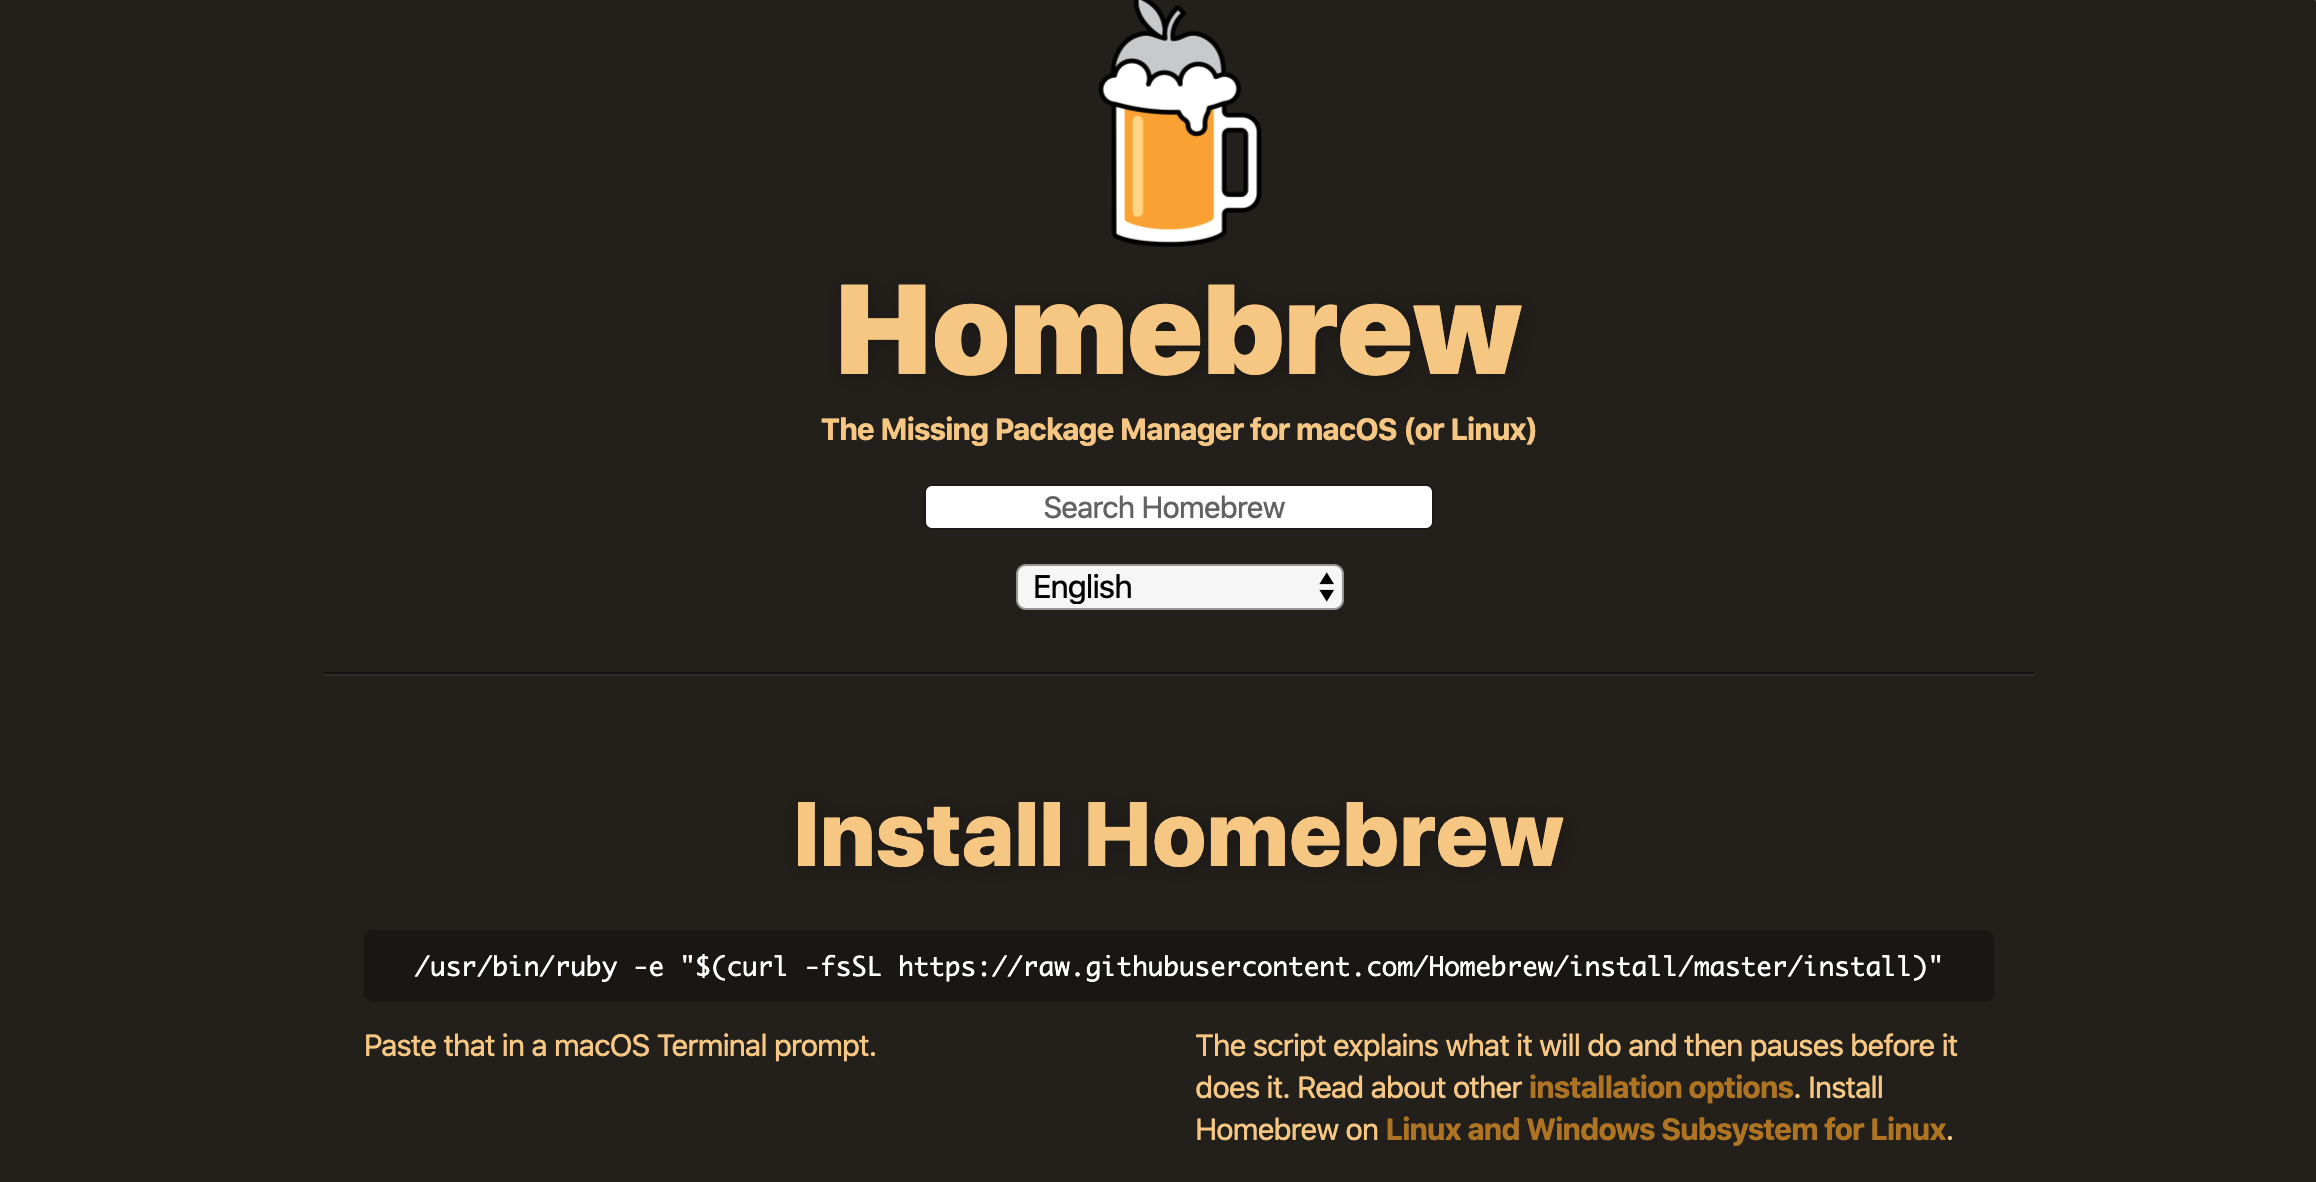 Homebrew
The Missing Package Manager for macOS (or Linux)
Search Homebrew
English
Install Homebrew
/usr/bin/ruby -e "$(curl -fsSL https://raw.githubusercontent.com/Homebrew/install/master/install)"
Paste that in a macOS Terminal prompt.
The script explains what it will do and then pauses before it
does it. Read about other installation options. Install
Homebrew on Linux and Windows Subsystem for Linux.